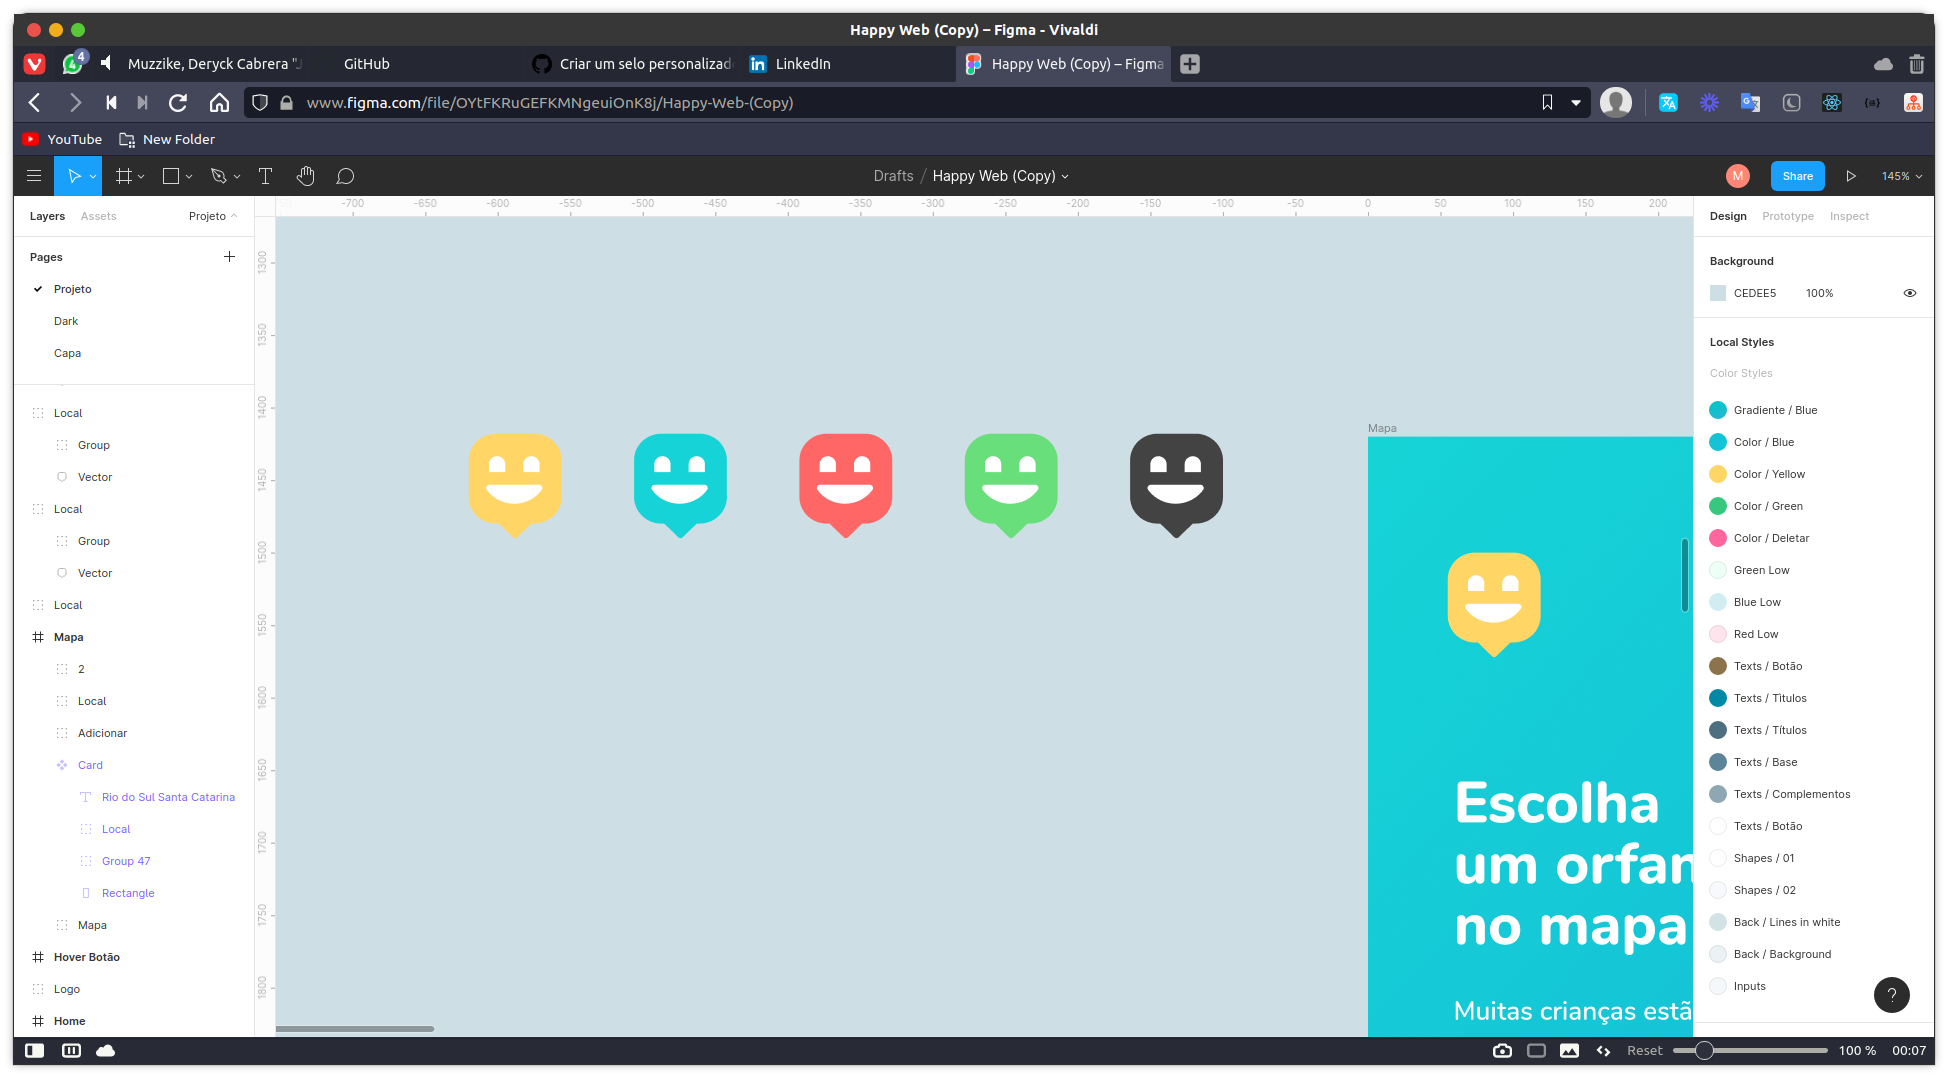 Happy Web (Copy) – Figma - Vivaldi
4
Muzzike, Deryck Cabrera "J
GitHub
Criar um selo personalizado
LinkedIn
Happy Web (Copy) – Figma
www.figma.com/file/OYtFKRuGEFKMNgeuiOnK8j/Happy-Web-(Copy)
YouTube
New Folder
Drafts / Happy Web (Copy)
M
Share
145%
Layers
Assets
Projeto
Pages
Projeto
Dark
Capa
Local
Group
Vector
Local
Group
Vector
Local
Mapa
2
Local
Adicionar
Card
Rio do Sul Santa Catarina
Local
Group 47
Rectangle
Mapa
Hover Botão
Logo
Home
-700 -650 -600 -550 -500 -450 -400 -350 -300 -250 -200 -150 -100 -50 0 50 100 150 200
1300
1350
1400
1450
1500
1550
1600
1650
1700
1750
1800
Mapa
Escolha
um orfan
no mapa
Muitas crianças estã
Design
Prototype
Inspect
Background
CEDEE5 100%
Local Styles
Color Styles
Gradiente / Blue
Color / Blue
Color / Yellow
Color / Green
Color / Deletar
Green Low
Blue Low
Red Low
Texts / Botão
Texts / Tìtulos
Texts / Títulos
Texts / Base
Texts / Complementos
Texts / Botão
Shapes / 01
Shapes / 02
Back / Lines in white
Back / Background
Inputs
?
Reset
100 %
00:07